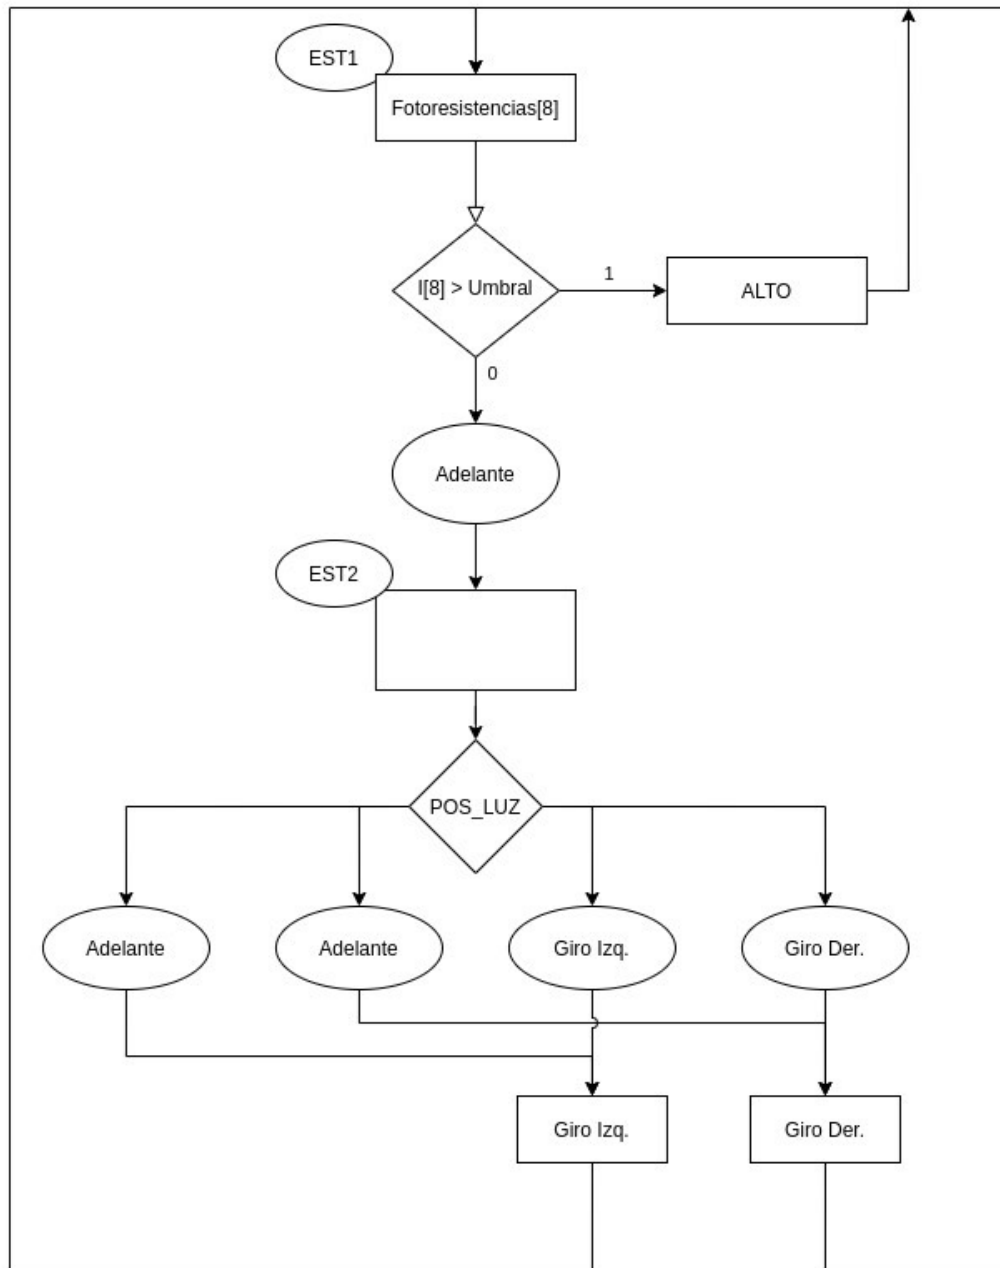 EST1
Fotoresistencias[8]
I[8] > Umbral
1
ALTO
0
Adelante
EST2
POS_LUZ
Adelante
Adelante
Giro Izq.
Giro Der.
Giro Izq.
Giro Der.